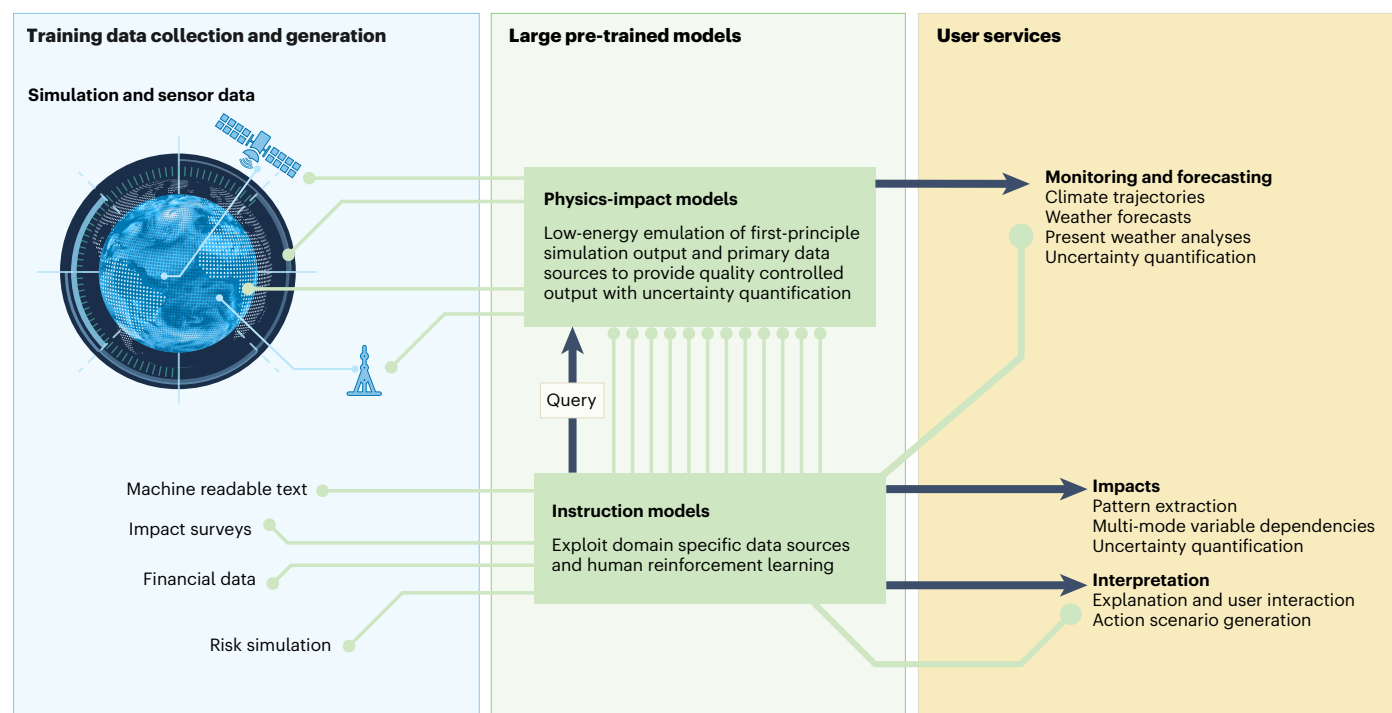 Training data collection and generation
Simulation and sensor data
Machine readable text
Impact surveys
Financial data
Risk simulation
Large pre-trained models
Physics-impact models
Low-energy emulation of first-principle
simulation output and primary data
sources to provide quality controlled
output with uncertainty quantification
Query
Instruction models
Exploit domain specific data sources
and human reinforcement learning
User services
Monitoring and forecasting
Climate trajectories
Weather forecasts
Present weather analyses
Uncertainty quantification
Impacts
Pattern extraction
Multi-mode variable dependencies
Uncertainty quantification
Interpretation
Explanation and user interaction
Action scenario generation